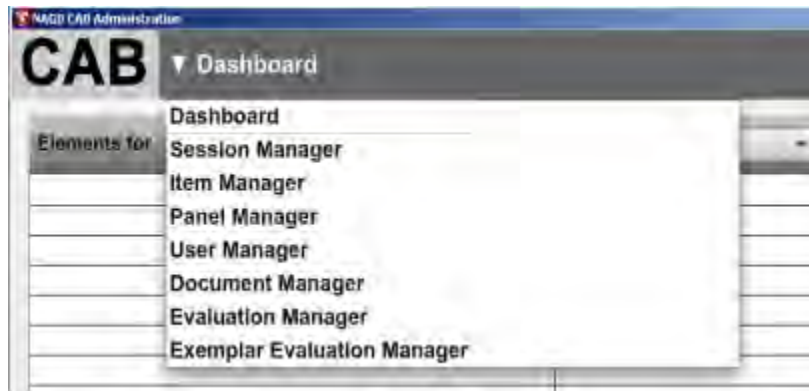 NAGB CAB Administration
CAB ▼ Dashboard
Dashboard
Elements for
Session Manager
Item Manager
Panel Manager
User Manager
Document Manager
Evaluation Manager
Exemplar Evaluation Manager